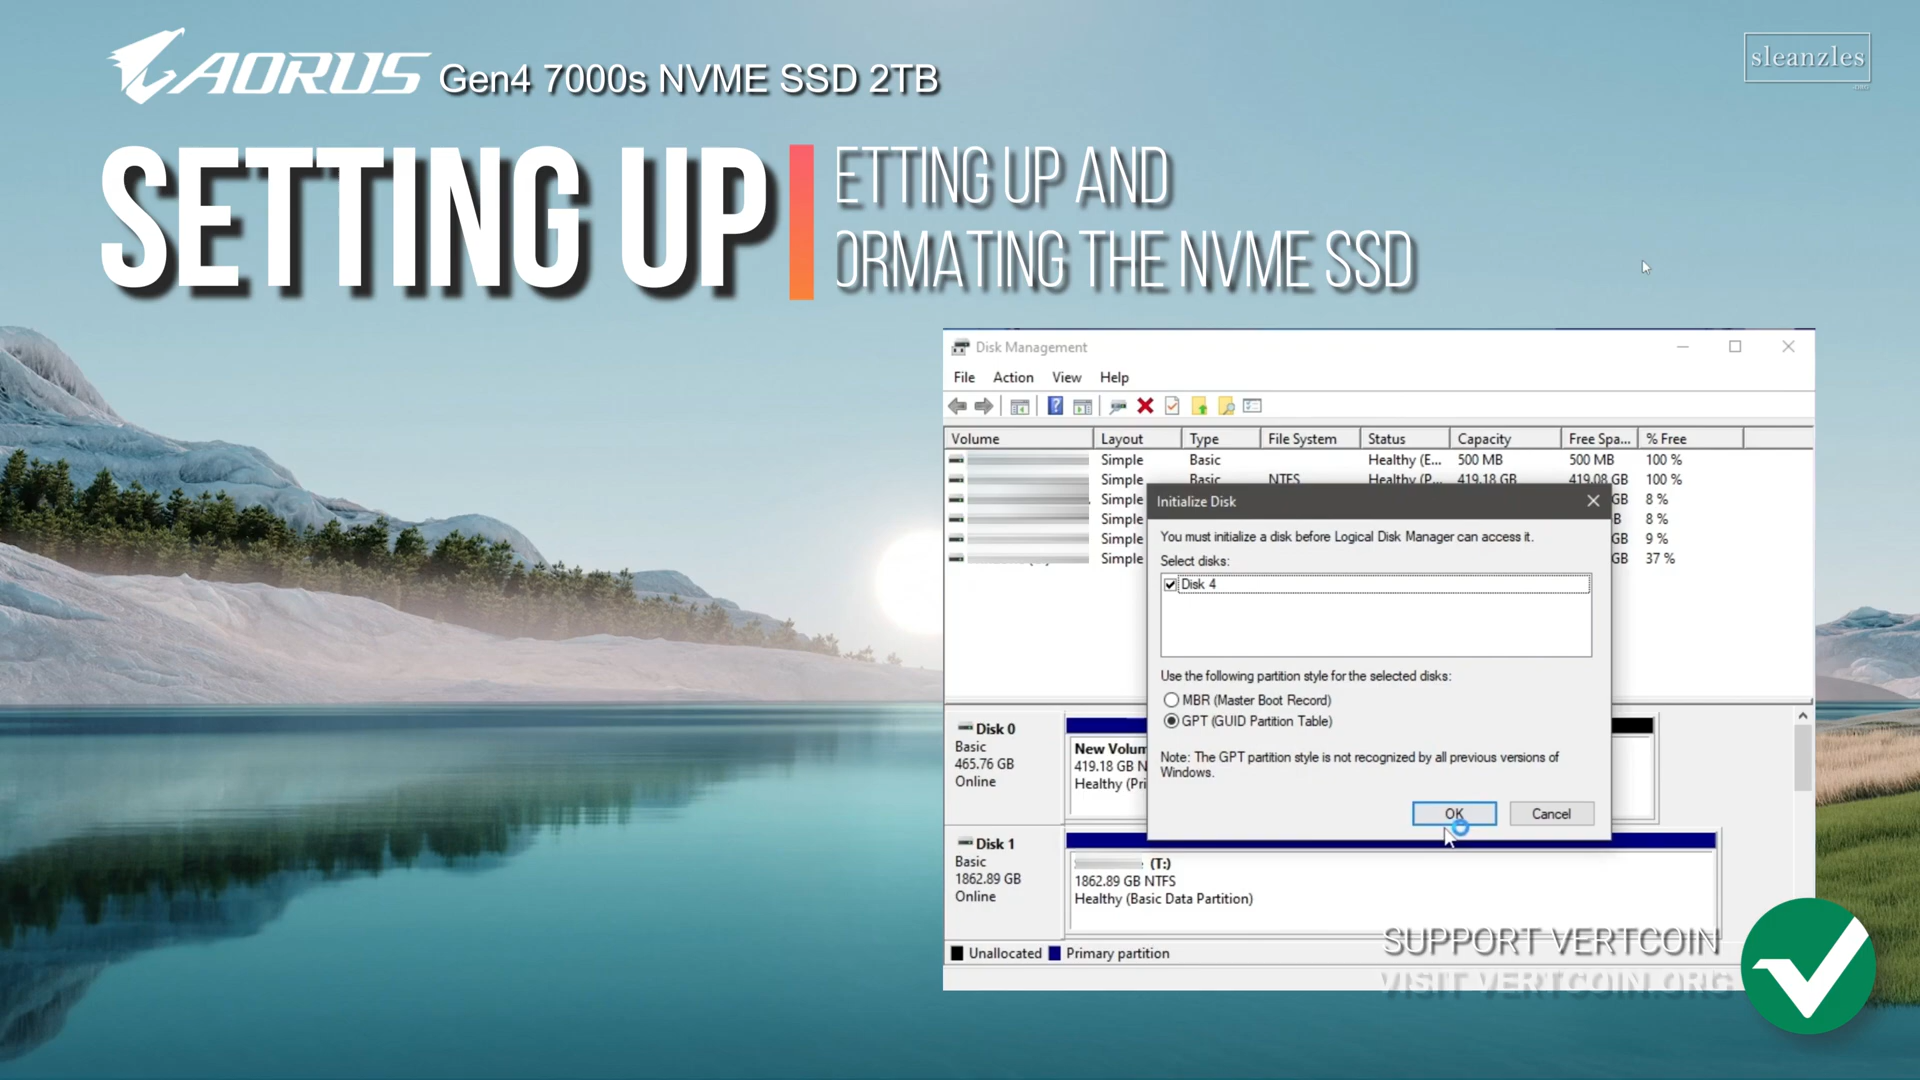 AORUS Gen4 7000s NVME SSD 2TB
sleanzles
.ORG
SETTING UP
ETTING UP AND
ORMATING THE NVME SSD
Disk Management
File Action View Help
Volume Layout Type File System Status Capacity Free Spa... % Free
Simple Basic Healthy (E... 500 MB 500 MB 100 %
Simple Basic NTFS Healthy (P... 419.18 GB 419.08 GB 100 %
Simple GB 8 %
Simple B 8 %
Simple 9 %
Simple GB 37 %
Initialize Disk
You must initialize a disk before Logical Disk Manager can access it.
Select disks:
Disk 4
Use the following partition style for the selected disks:
MBR (Master Boot Record)
GPT (GUID Partition Table)
Note: The GPT partition style is not recognized by all previous versions of
Windows.
OK Cancel
Disk 0
Basic
465.76 GB
Online
New Volum
419.18 GB N
Healthy (Pri
Disk 1
Basic
1862.89 GB
Online
(T:)
1862.89 GB NTFS
Healthy (Basic Data Partition)
Unallocated Primary partition
SUPPORT VERTCOIN
VISIT VERTCOIN.ORG